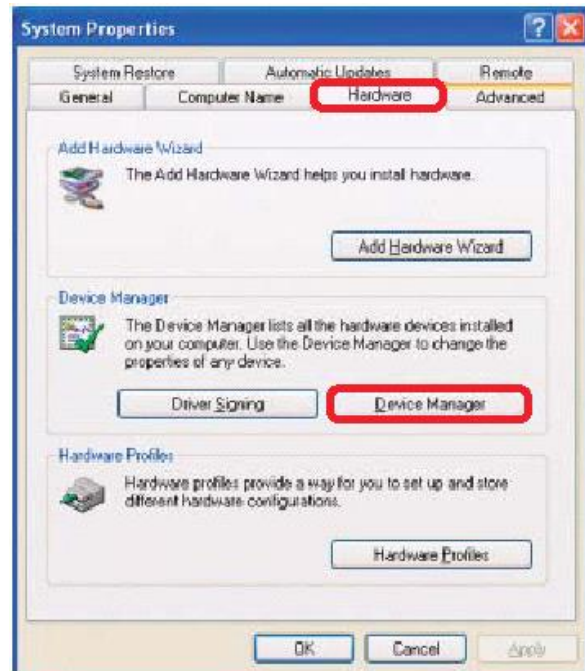 System Properties
System Restore Automatic Updates Remote
General Computer Name Hardware Advanced
Add Hardware Wizard
The Add Hardware Wizard helps you install hardware.
Add Hardware Wizard
Device Manager
The Device Manager lists all the hardware devices installed
on your computer. Use the Device Manager to change the
properties of any device.
Driver Signing Device Manager
Hardware Profiles
Hardware profiles provide a way for you to set up and store
different hardware configurations.
Hardware Profiles
OK Cancel Apply